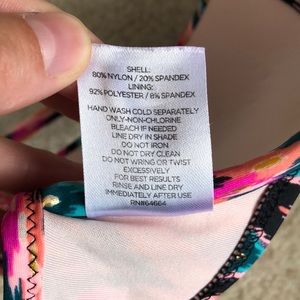 SHELL:
80% NYLON / 20% SPANDEX
LINING:
92% POLYESTER / 8% SPANDEX
HAND WASH COLD SEPARATELY
ONLY-NON-CHLORINE
BLEACH IF NEEDED
LINE DRY IN SHADE
DO NOT IRON
DO NOT DRY CLEAN
DO NOT WRING OR TWIST
EXCESSIVELY
FOR BEST RESULTS
RINSE AND LINE DRY
IMMEDIATELY AFTER USE
RN#64664